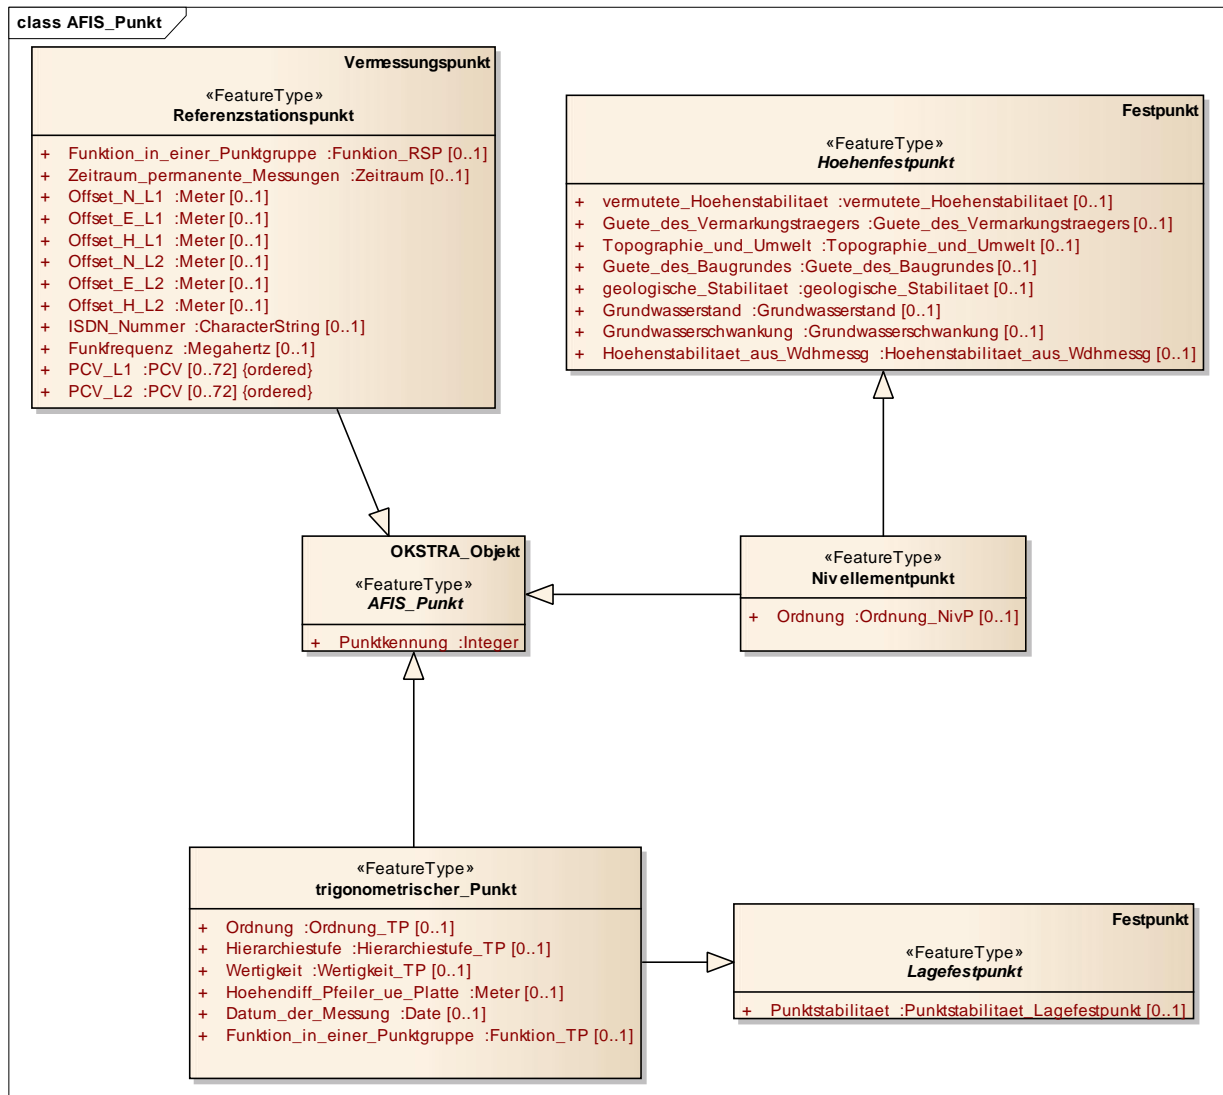 class AFIS_Punkt
Vermessungspunkt
«FeatureType»
Referenzstationspunkt
+ Funktion_in_einer_Punktgruppe :Funktion_RSP [0..1]
+ Zeitraum_permanente_Messungen :Zeitraum [0..1]
+ Offset_N_L1 :Meter [0..1]
+ Offset_E_L1 :Meter [0..1]
+ Offset_H_L1 :Meter [0..1]
+ Offset_N_L2 :Meter [0..1]
+ Offset_E_L2 :Meter [0..1]
+ Offset_H_L2 :Meter [0..1]
+ ISDN_Nummer :CharacterString [0..1]
+ Funkfrequenz :Megahertz [0..1]
+ PCV_L1 :PCV [0..72] {ordered}
+ PCV_L2 :PCV [0..72] {ordered}
Festpunkt
«FeatureType»
Hoehenfestpunkt
+ vermutete_Hoehenstabilitaet :vermutete_Hoehenstabilitaet [0..1]
+ Guete_des_Vermarkungstraegers :Guete_des_Vermarkungstraegers [0..1]
+ Topographie_und_Umwelt :Topographie_und_Umwelt [0..1]
+ Guete_des_Baugrundes :Guete_des_Baugrundes [0..1]
+ geologische_Stabilitaet :geologische_Stabilitaet [0..1]
+ Grundwasserstand :Grundwasserstand [0..1]
+ Grundwasserschwankung :Grundwasserschwankung [0..1]
+ Hoehenstabilitaet_aus_Wdhmessg :Hoehenstabilitaet_aus_Wdhmessg [0..1]
OKSTRA_Objekt
«FeatureType»
AFIS_Punkt
+ Punktkennung :Integer
«FeatureType»
Nivellementpunkt
+ Ordnung :Ordnung_NivP [0..1]
«FeatureType»
trigonometrischer_Punkt
+ Ordnung :Ordnung_TP [0..1]
+ Hierarchiestufe :Hierarchiestufe_TP [0..1]
+ Wertigkeit :Wertigkeit_TP [0..1]
+ Hoehendiff_Pfeiler_ue_Platte :Meter [0..1]
+ Datum_der_Messung :Date [0..1]
+ Funktion_in_einer_Punktgruppe :Funktion_TP [0..1]
Festpunkt
«FeatureType»
Lagefestpunkt
+ Punktstabilitaet :Punktstabilitaet_Lagefestpunkt [0..1]